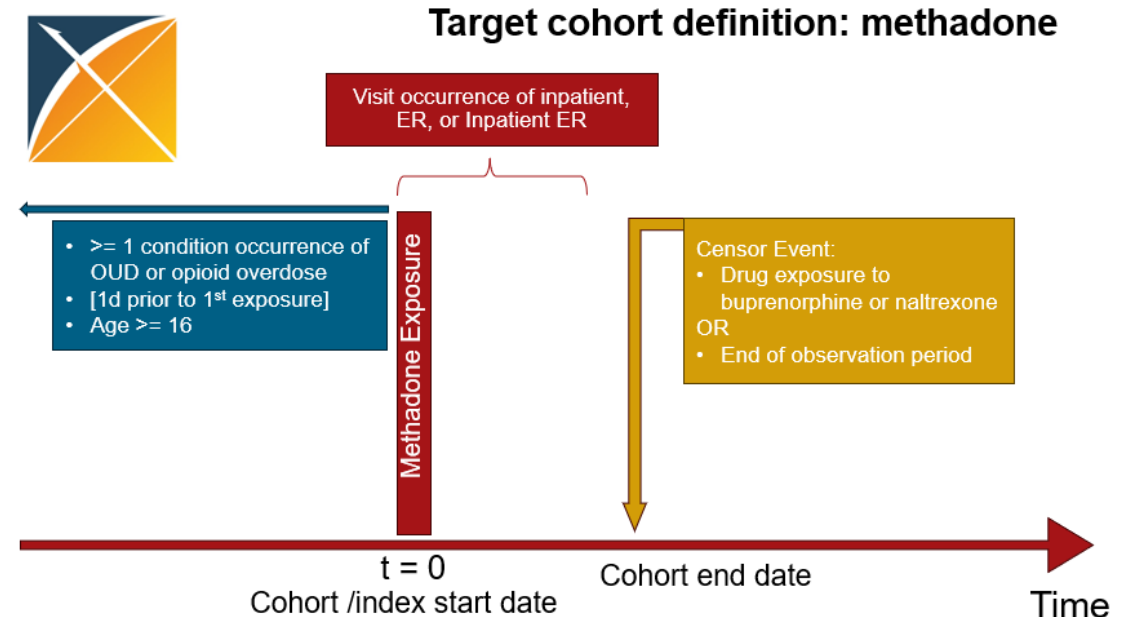 Target cohort definition: methadone
Visit occurrence of inpatient,
ER, or Inpatient ER
• >= 1 condition occurrence of
OUD or opioid overdose
• [1d prior to 1st exposure]
• Age >= 16
Methadone Exposure
Censor Event:
• Drug exposure to
buprenorphine or naltrexone
OR
• End of observation period
t = 0
Cohort /index start date
Cohort end date
Time